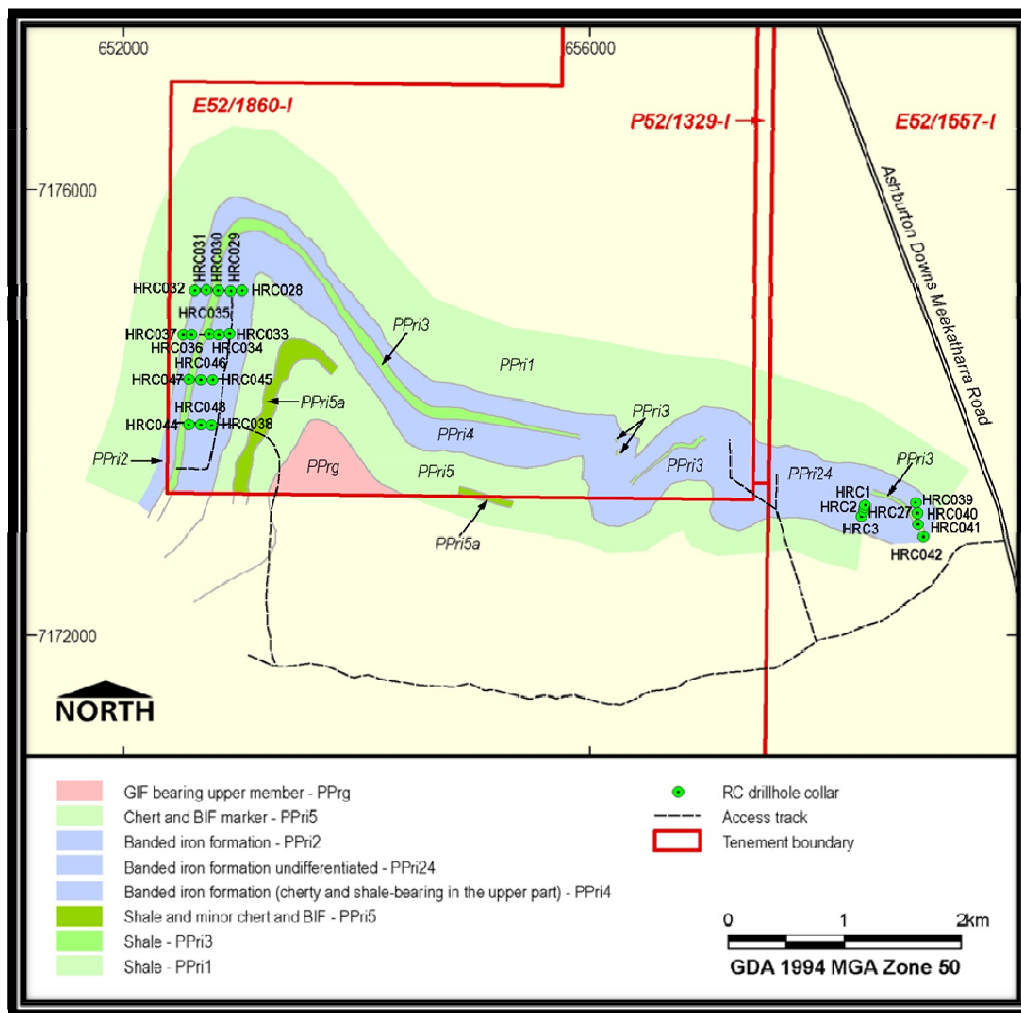 652000
656000
E52/1860-I
P52/1329-I
E52/1557-I
Ashburton Downs Meekatharra Road
7176000
HRC031
HRC030
HRC029
HRC032
HRC028
HRC035
HRC037
HRC033
HRC036
HRC034
HRC046
HRC047
HRC045
HRC048
HRC044
HRC038
PPri3
PPri1
PPri5a
PPri2
PPri4
PPrg
PPri5
PPri5a
PPri3
PPri3
PPri24
PPri3
HRC1
HRC2
HRC27
HRC3
HRC039
HRC040
HRC041
HRC042
7172000
NORTH
GIF bearing upper member - PPrg
Chert and BIF marker - PPri5
Banded iron formation - PPri2
Banded iron formation undifferentiated - PPri24
Banded iron formation (cherty and shale-bearing in the upper part) - PPri4
Shale and minor chert and BIF - PPri5
Shale - PPri3
Shale - PPri1
RC drillhole collar
Access track
Tenement boundary
0 1 2km
GDA 1994 MGA Zone 50